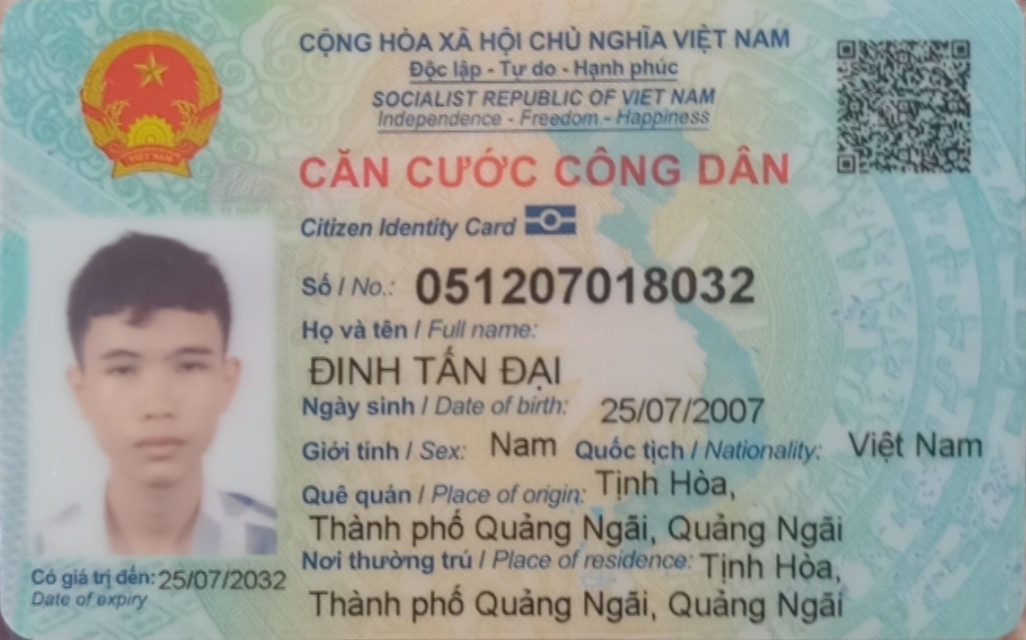 CỘNG HÒA XÃ HỘI CHỦ NGHĨA VIỆT NAM
Độc lập - Tự do - Hạnh phúc
SOCIALIST REPUBLIC OF VIET NAM
Independence - Freedom - Happiness
CĂN CƯỚC CÔNG DÂN
Citizen Identity Card
Số / No.: 051207018032
Họ và tên / Full name:
ĐINH TẤN ĐẠI
Ngày sinh / Date of birth: 25/07/2007
Giới tính / Sex: Nam Quốc tịch / Nationality: Việt Nam
Quê quán / Place of origin: Tịnh Hòa,
Thành phố Quảng Ngãi, Quảng Ngãi
Nơi thường trú / Place of residence: Tịnh Hòa,
Thành phố Quảng Ngãi, Quảng Ngãi
Có giá trị đến: 25/07/2032
Date of expiry
VIỆT NAM